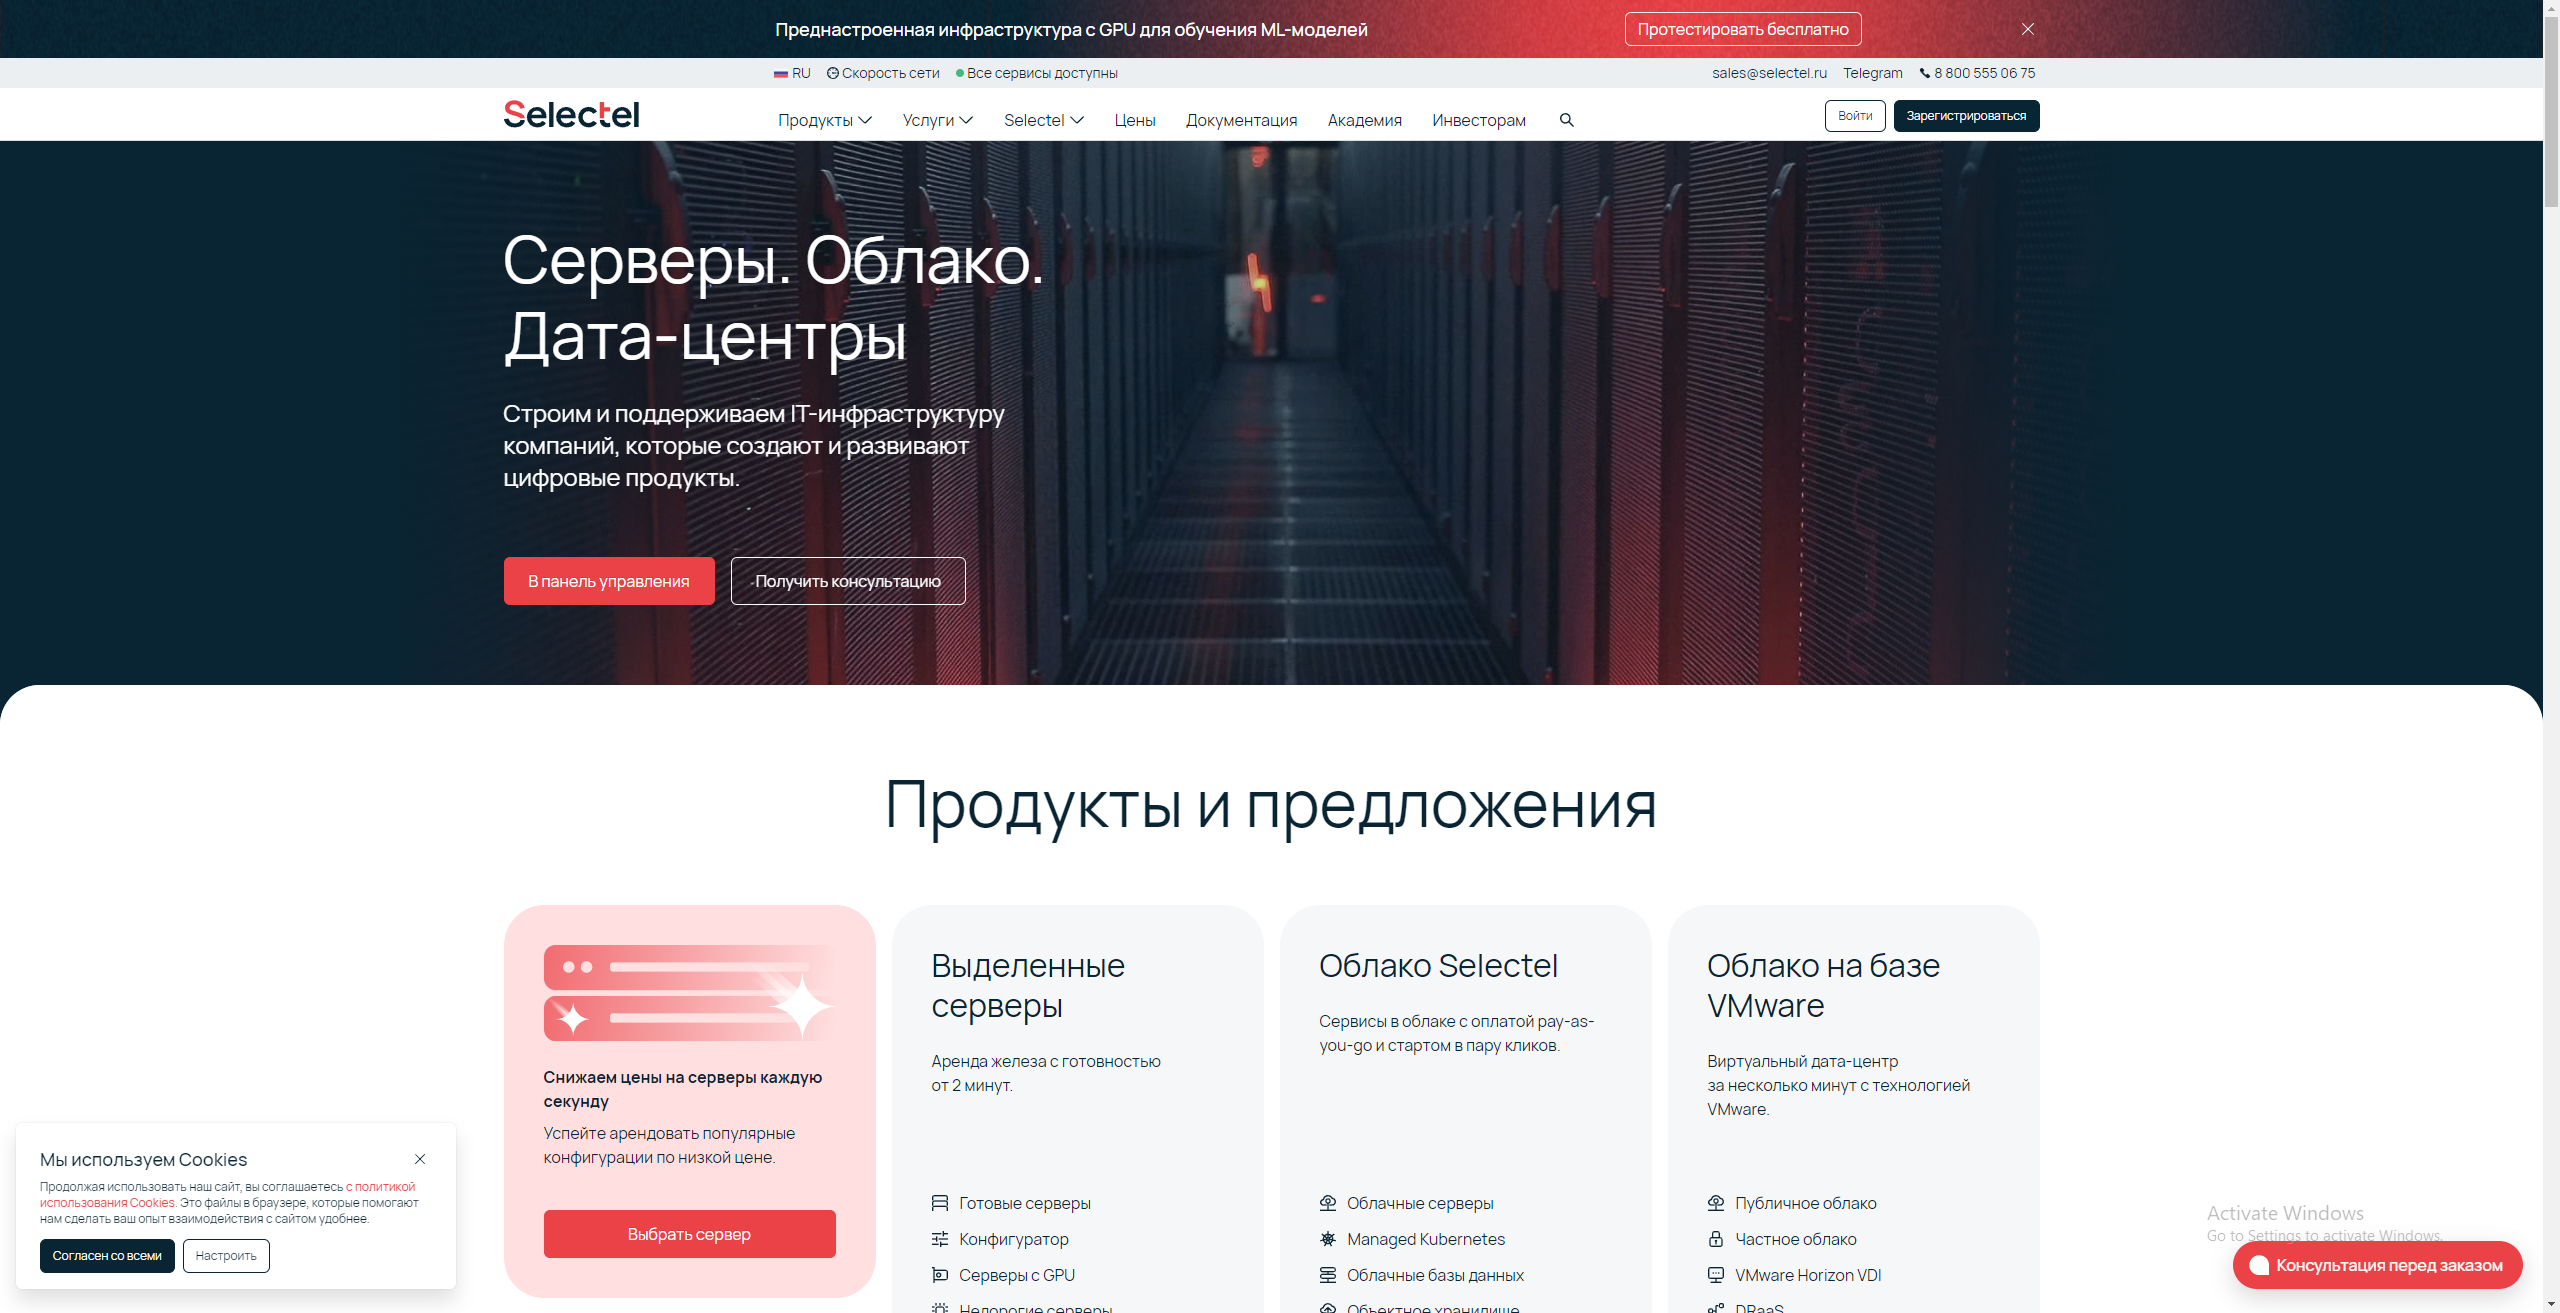 Преднастроенная инфраструктура с GPU для обучения ML-моделей
Протестировать бесплатно
RU
Скорость сети
Все сервисы доступны
sales@selectel.ru
Telegram
8 800 555 06 75
Selectel
Продукты
Услуги
Selectel
Цены
Документация
Академия
Инвесторам
Войти
Зарегистрироваться
Серверы. Облако.
Дата-центры
Строим и поддерживаем IT-инфраструктуру
компаний, которые создают и развивают
цифровые продукты.
В панель управления
Получить консультацию
Продукты и предложения
Снижаем цены на серверы каждую
секунду
Успейте арендовать популярные
конфигурации по низкой цене.
Выбрать сервер
Выделенные
серверы
Аренда железа с готовностью
от 2 минут.
Готовые серверы
Конфигуратор
Серверы с GPU
Недорогие серверы
Облако Selectel
Сервисы в облаке с оплатой pay-as-
you-go и стартом в пару кликов.
Облачные серверы
Managed Kubernetes
Облачные базы данных
Объектное хранилище
Облако на базе
VMware
Виртуальный дата-центр
за несколько минут с технологией
VMware.
Публичное облако
Частное облако
VMware Horizon VDI
DRaaS
Мы используем Cookies
Продолжая использовать наш сайт, вы соглашаетесь с политикой
использования Cookies. Это файлы в браузере, которые помогают
нам сделать ваш опыт взаимодействия с сайтом удобнее.
Согласен со всеми
Настроить
Activate Windows
Go to Settings to activate Windows.
Консультация перед заказом